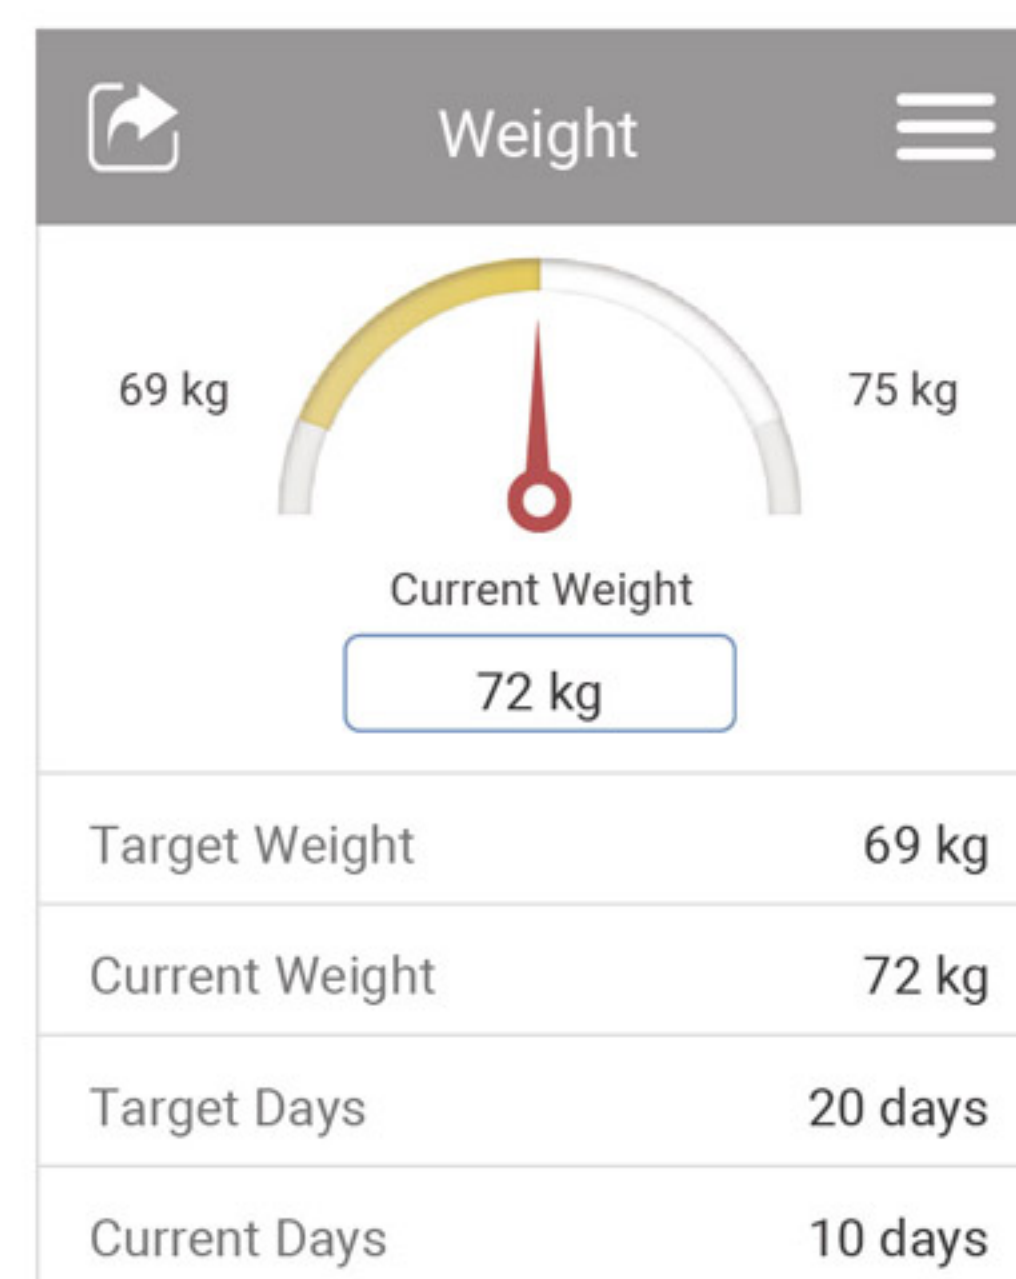 Weight
69 kg
75 kg
Current Weight
72 kg
Target Weight 69 kg
Current Weight 72 kg
Target Days 20 days
Current Days 10 days